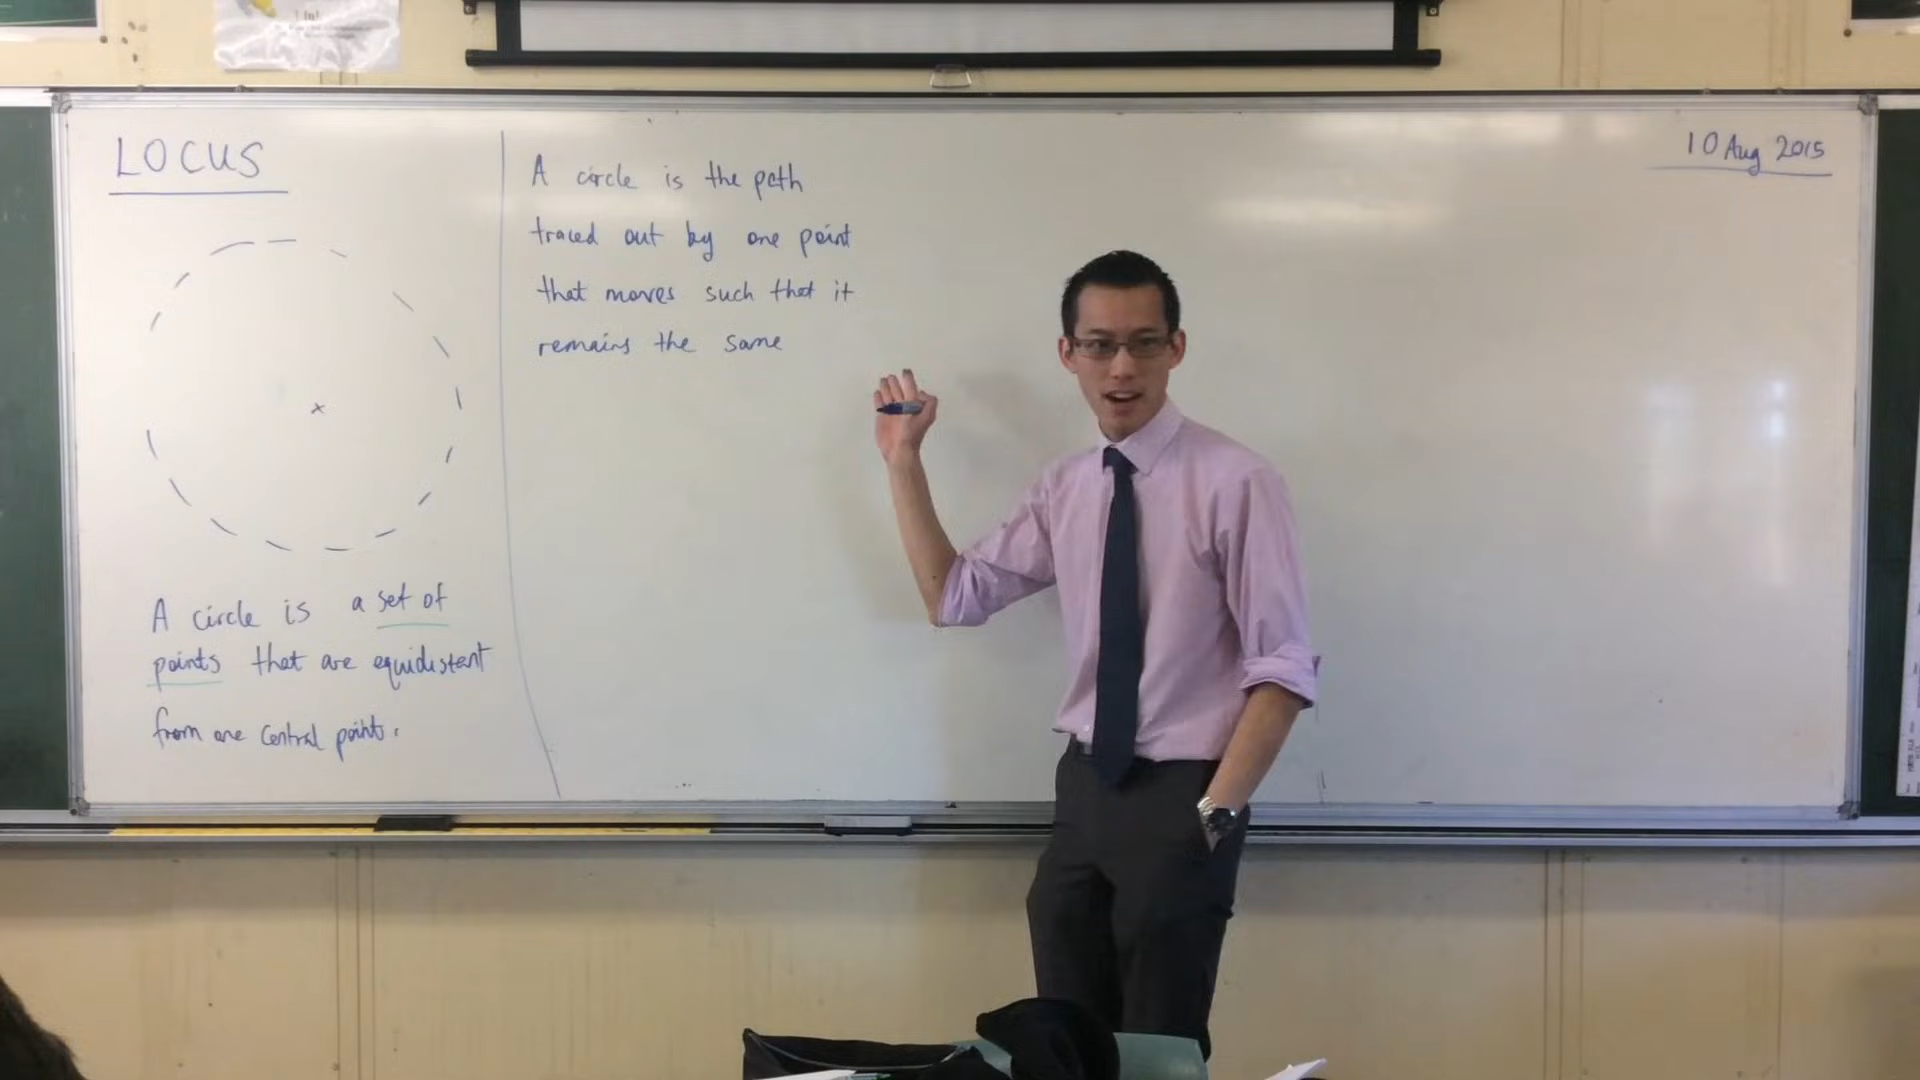 LOCUS
A circle is a set of
points that are equidistant
from one central point.
A circle is the path
traced out by one point
that moves such that it
remains the same
10 Aug 2015